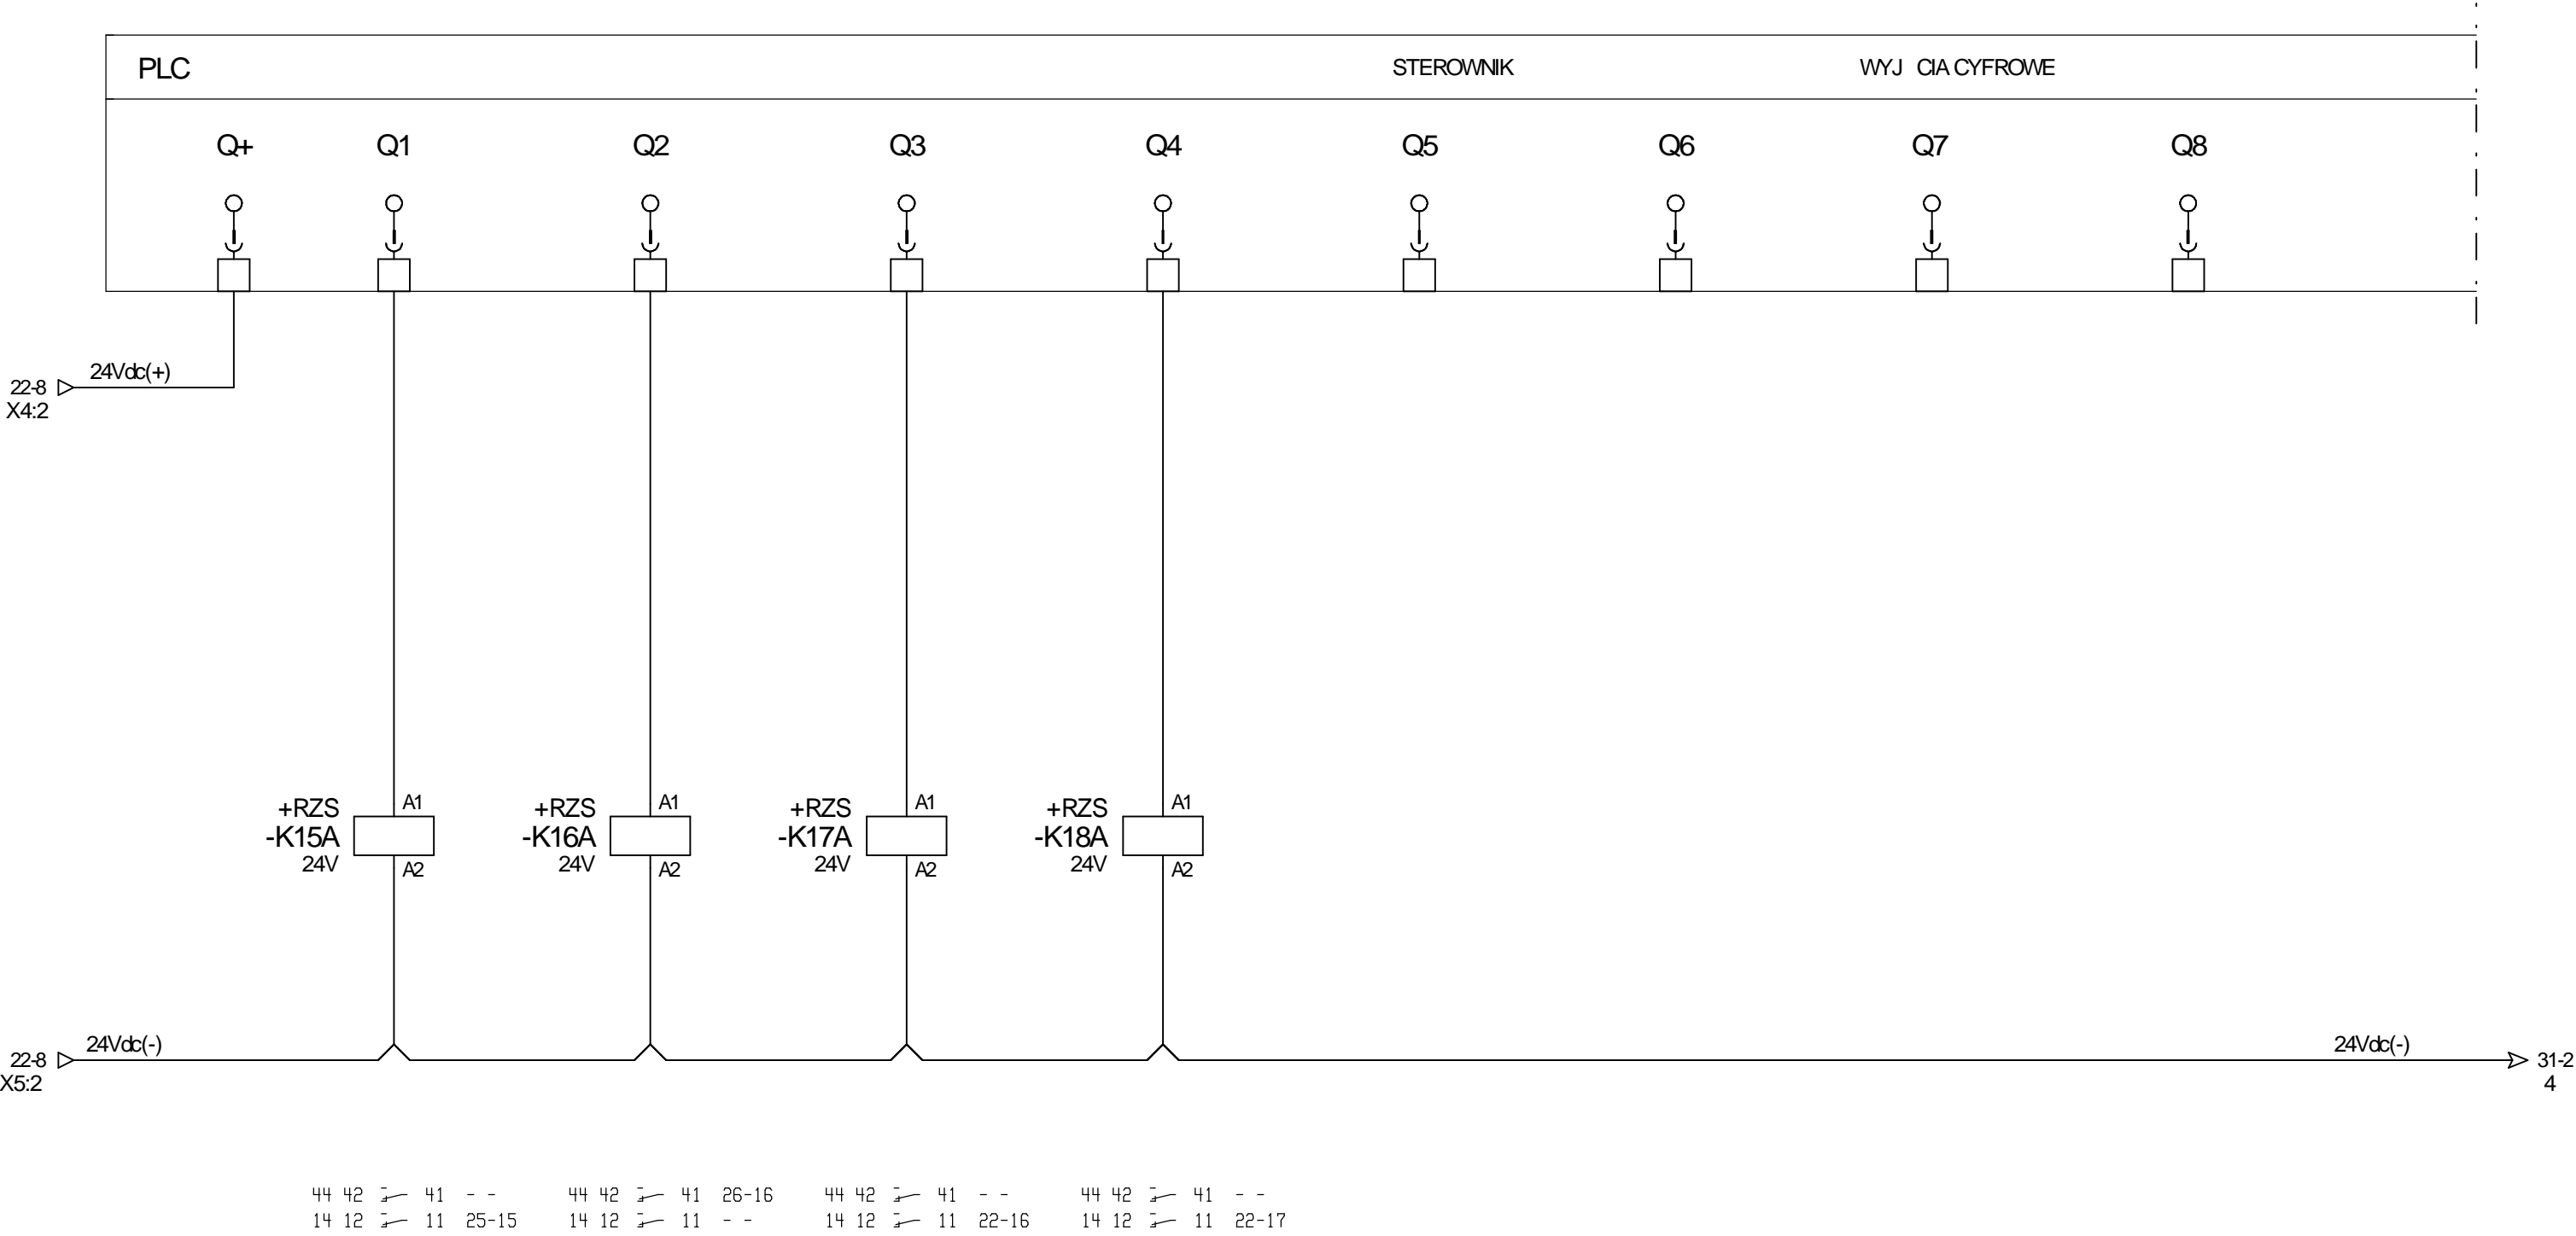 PLC STEROWNIK WYJ CIA CYFROWE
Q+ Q1 Q2 Q3 Q4 Q5 Q6 Q7 Q8
24Vdc(+)
22-8
X4:2
+RZS
-K15A
24V
A1
A2
+RZS
-K16A
24V
A1
A2
+RZS
-K17A
24V
A1
A2
+RZS
-K18A
24V
A1
A2
24Vdc(-)
22-8
X5:2
24Vdc(-)
31-2
4
44 42 41 - -
14 12 11 25-15
44 42 41 26-16
14 12 11 - -
44 42 41 - -
14 12 11 22-16
44 42 41 - -
14 12 11 22-17